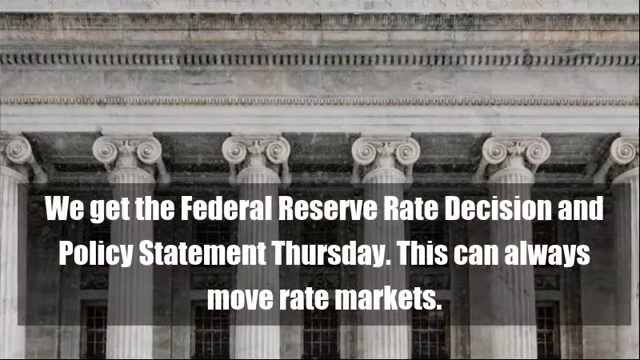 We get the Federal Reserve Rate Decision and
Policy Statement Thursday. This can always
move rate markets.